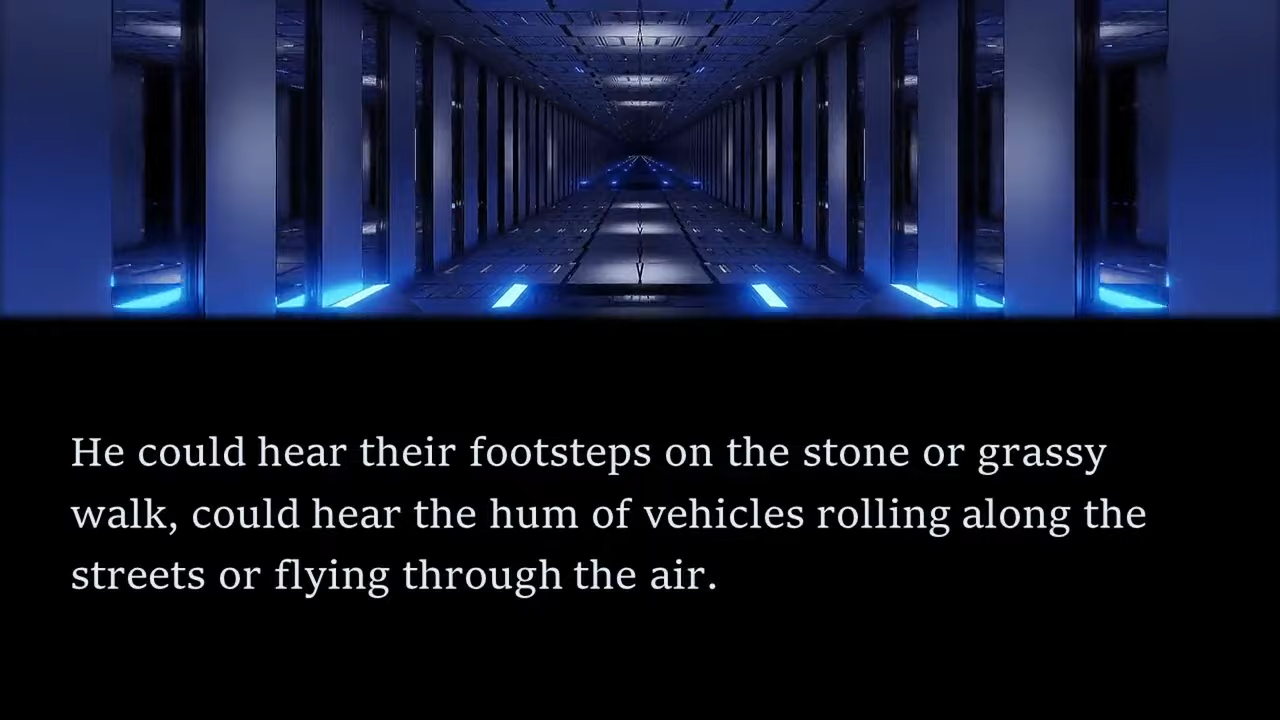 He could hear their footsteps on the stone or grassy
walk, could hear the hum of vehicles rolling along the
streets or flying through the air.